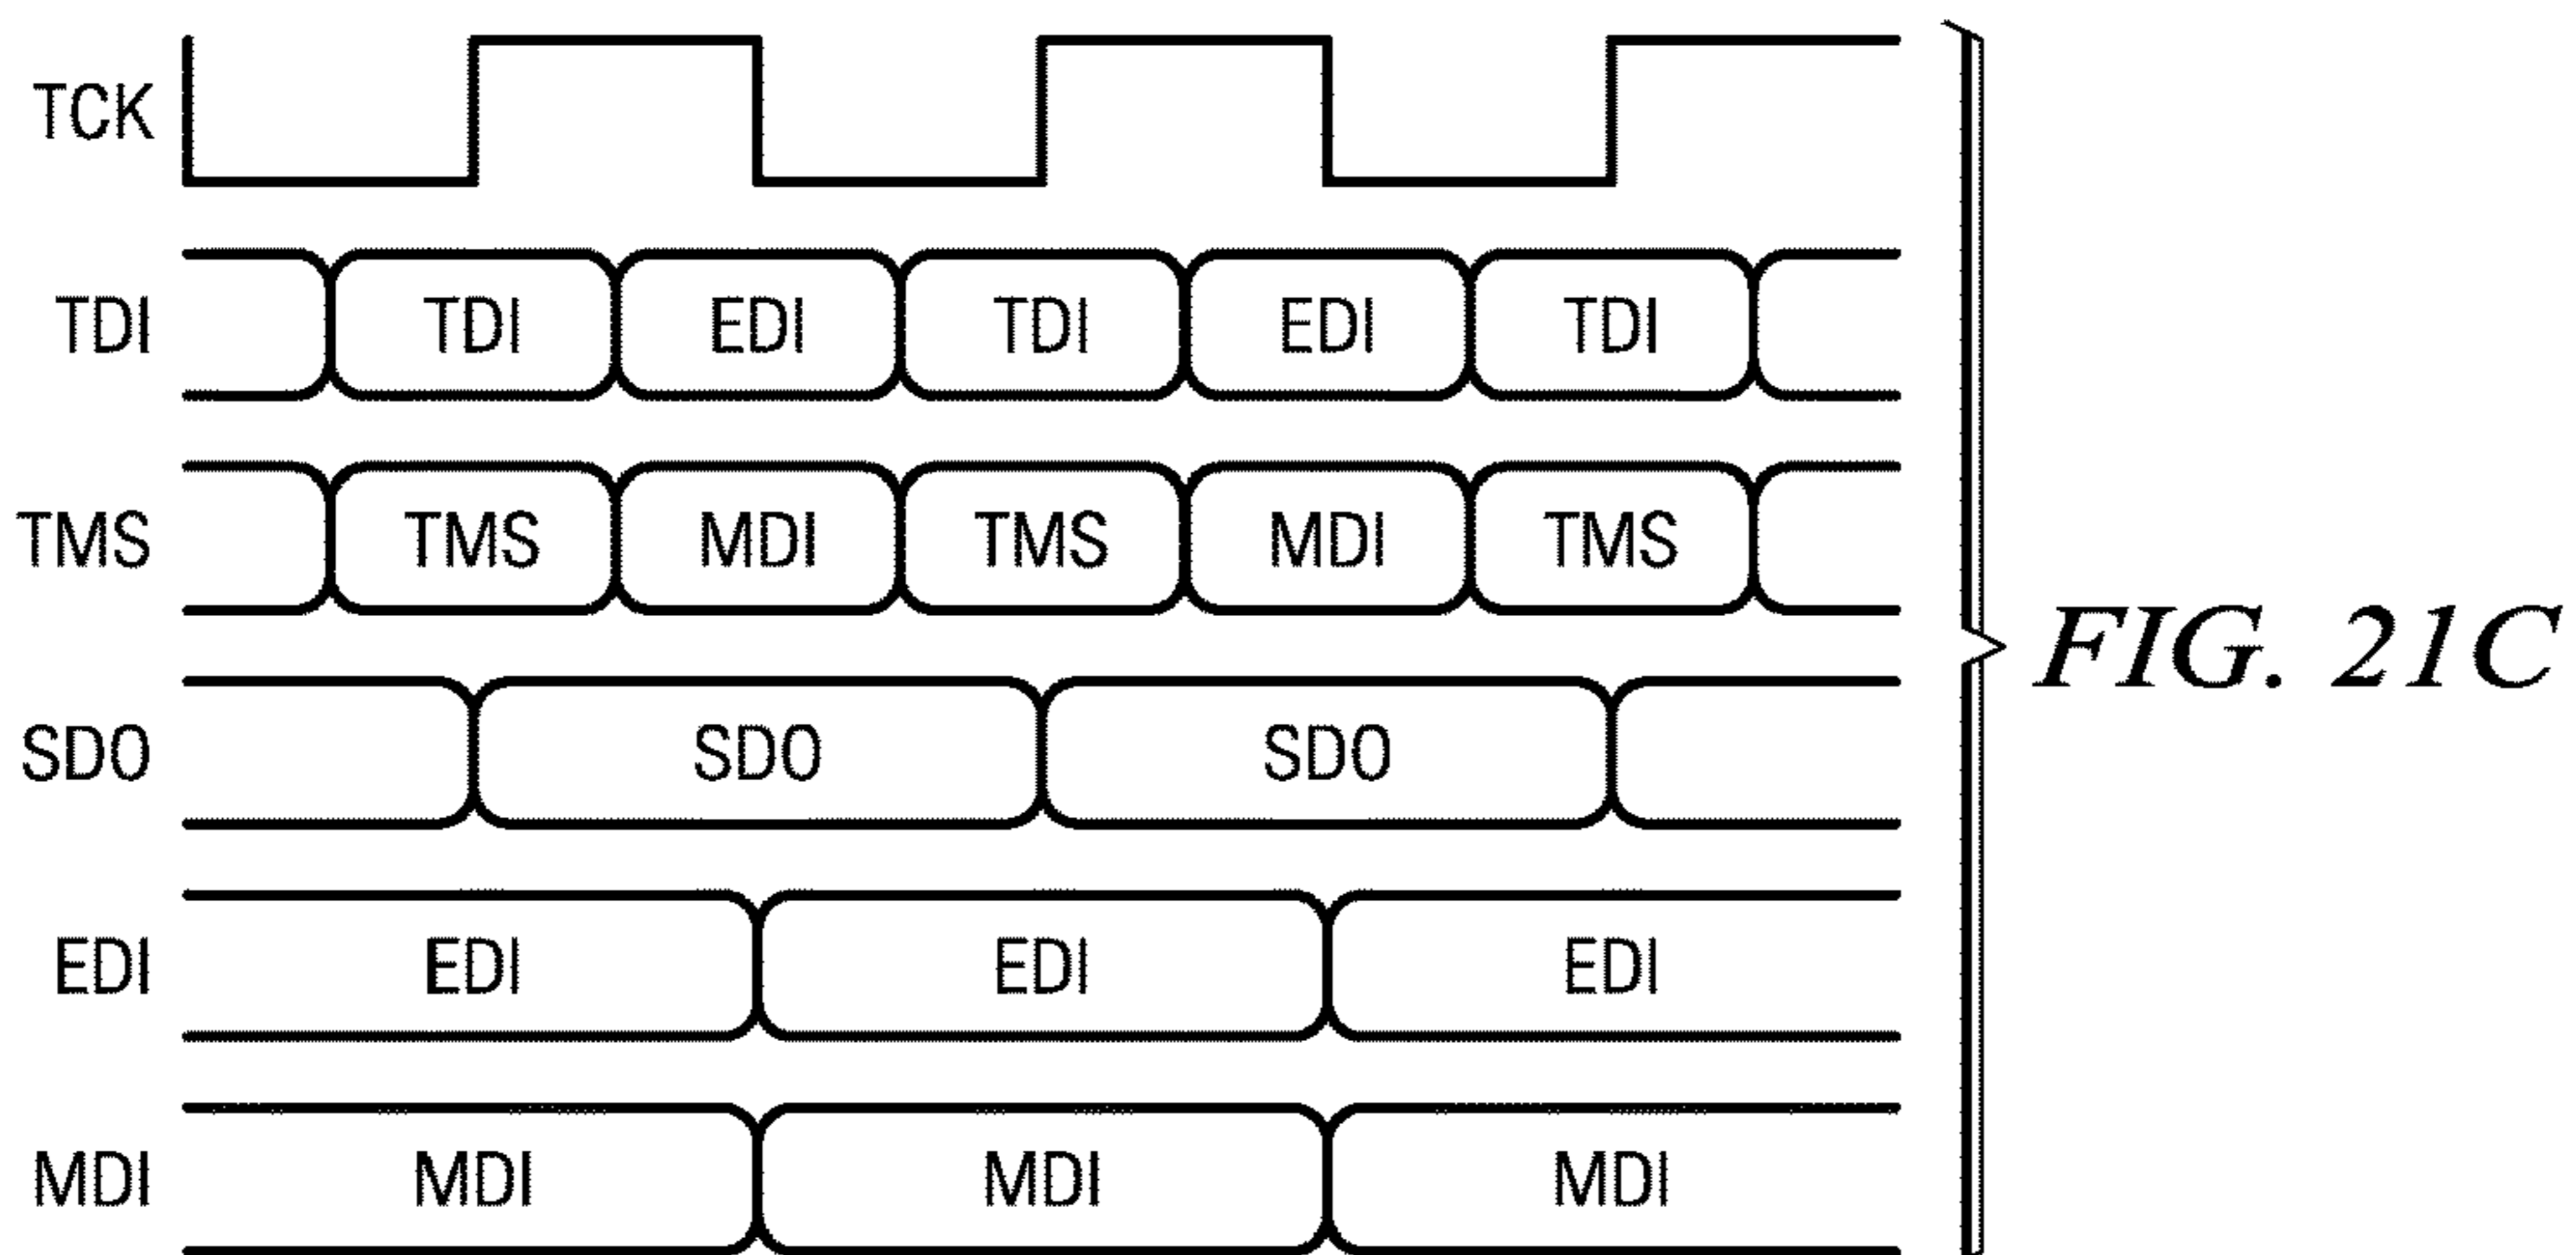 TCK
TDI TDI EDI TDI EDI TDI
TMS TMS MDI TMS MDI TMS
FIG. 21C
SDO SDO SDO
EDI EDI EDI EDI
MDI MDI MDI MDI